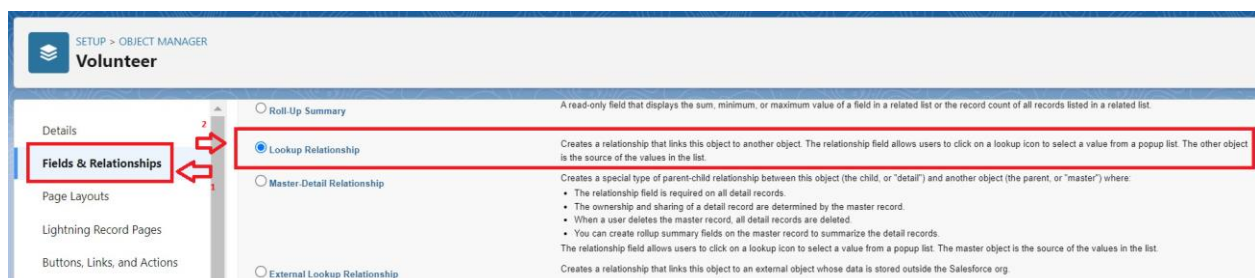 SETUP > OBJECT MANAGER
Volunteer
Details
2
Fields & Relationships
1
Page Layouts
Lightning Record Pages
Buttons, Links, and Actions
Roll-Up Summary
A read-only field that displays the sum, minimum, or maximum value of a field in a related list or the record count of all records listed in a related list.
Lookup Relationship
Creates a relationship that links this object to another object. The relationship field allows users to click on a lookup icon to select a value from a popup list. The other object
is the source of the values in the list.
Master-Detail Relationship
Creates a special type of parent-child relationship between this object (the child, or "detail") and another object (the parent, or "master") where:
• The relationship field is required on all detail records.
• The ownership and sharing of a detail record are determined by the master record.
• When a user deletes the master record, all detail records are deleted.
• You can create rollup summary fields on the master record to summarize the detail records.
The relationship field allows users to click on a lookup icon to select a value from a popup list. The master object is the source of the values in the list.
External Lookup Relationship
Creates a relationship that links this object to an external object whose data is stored outside the Salesforce org.